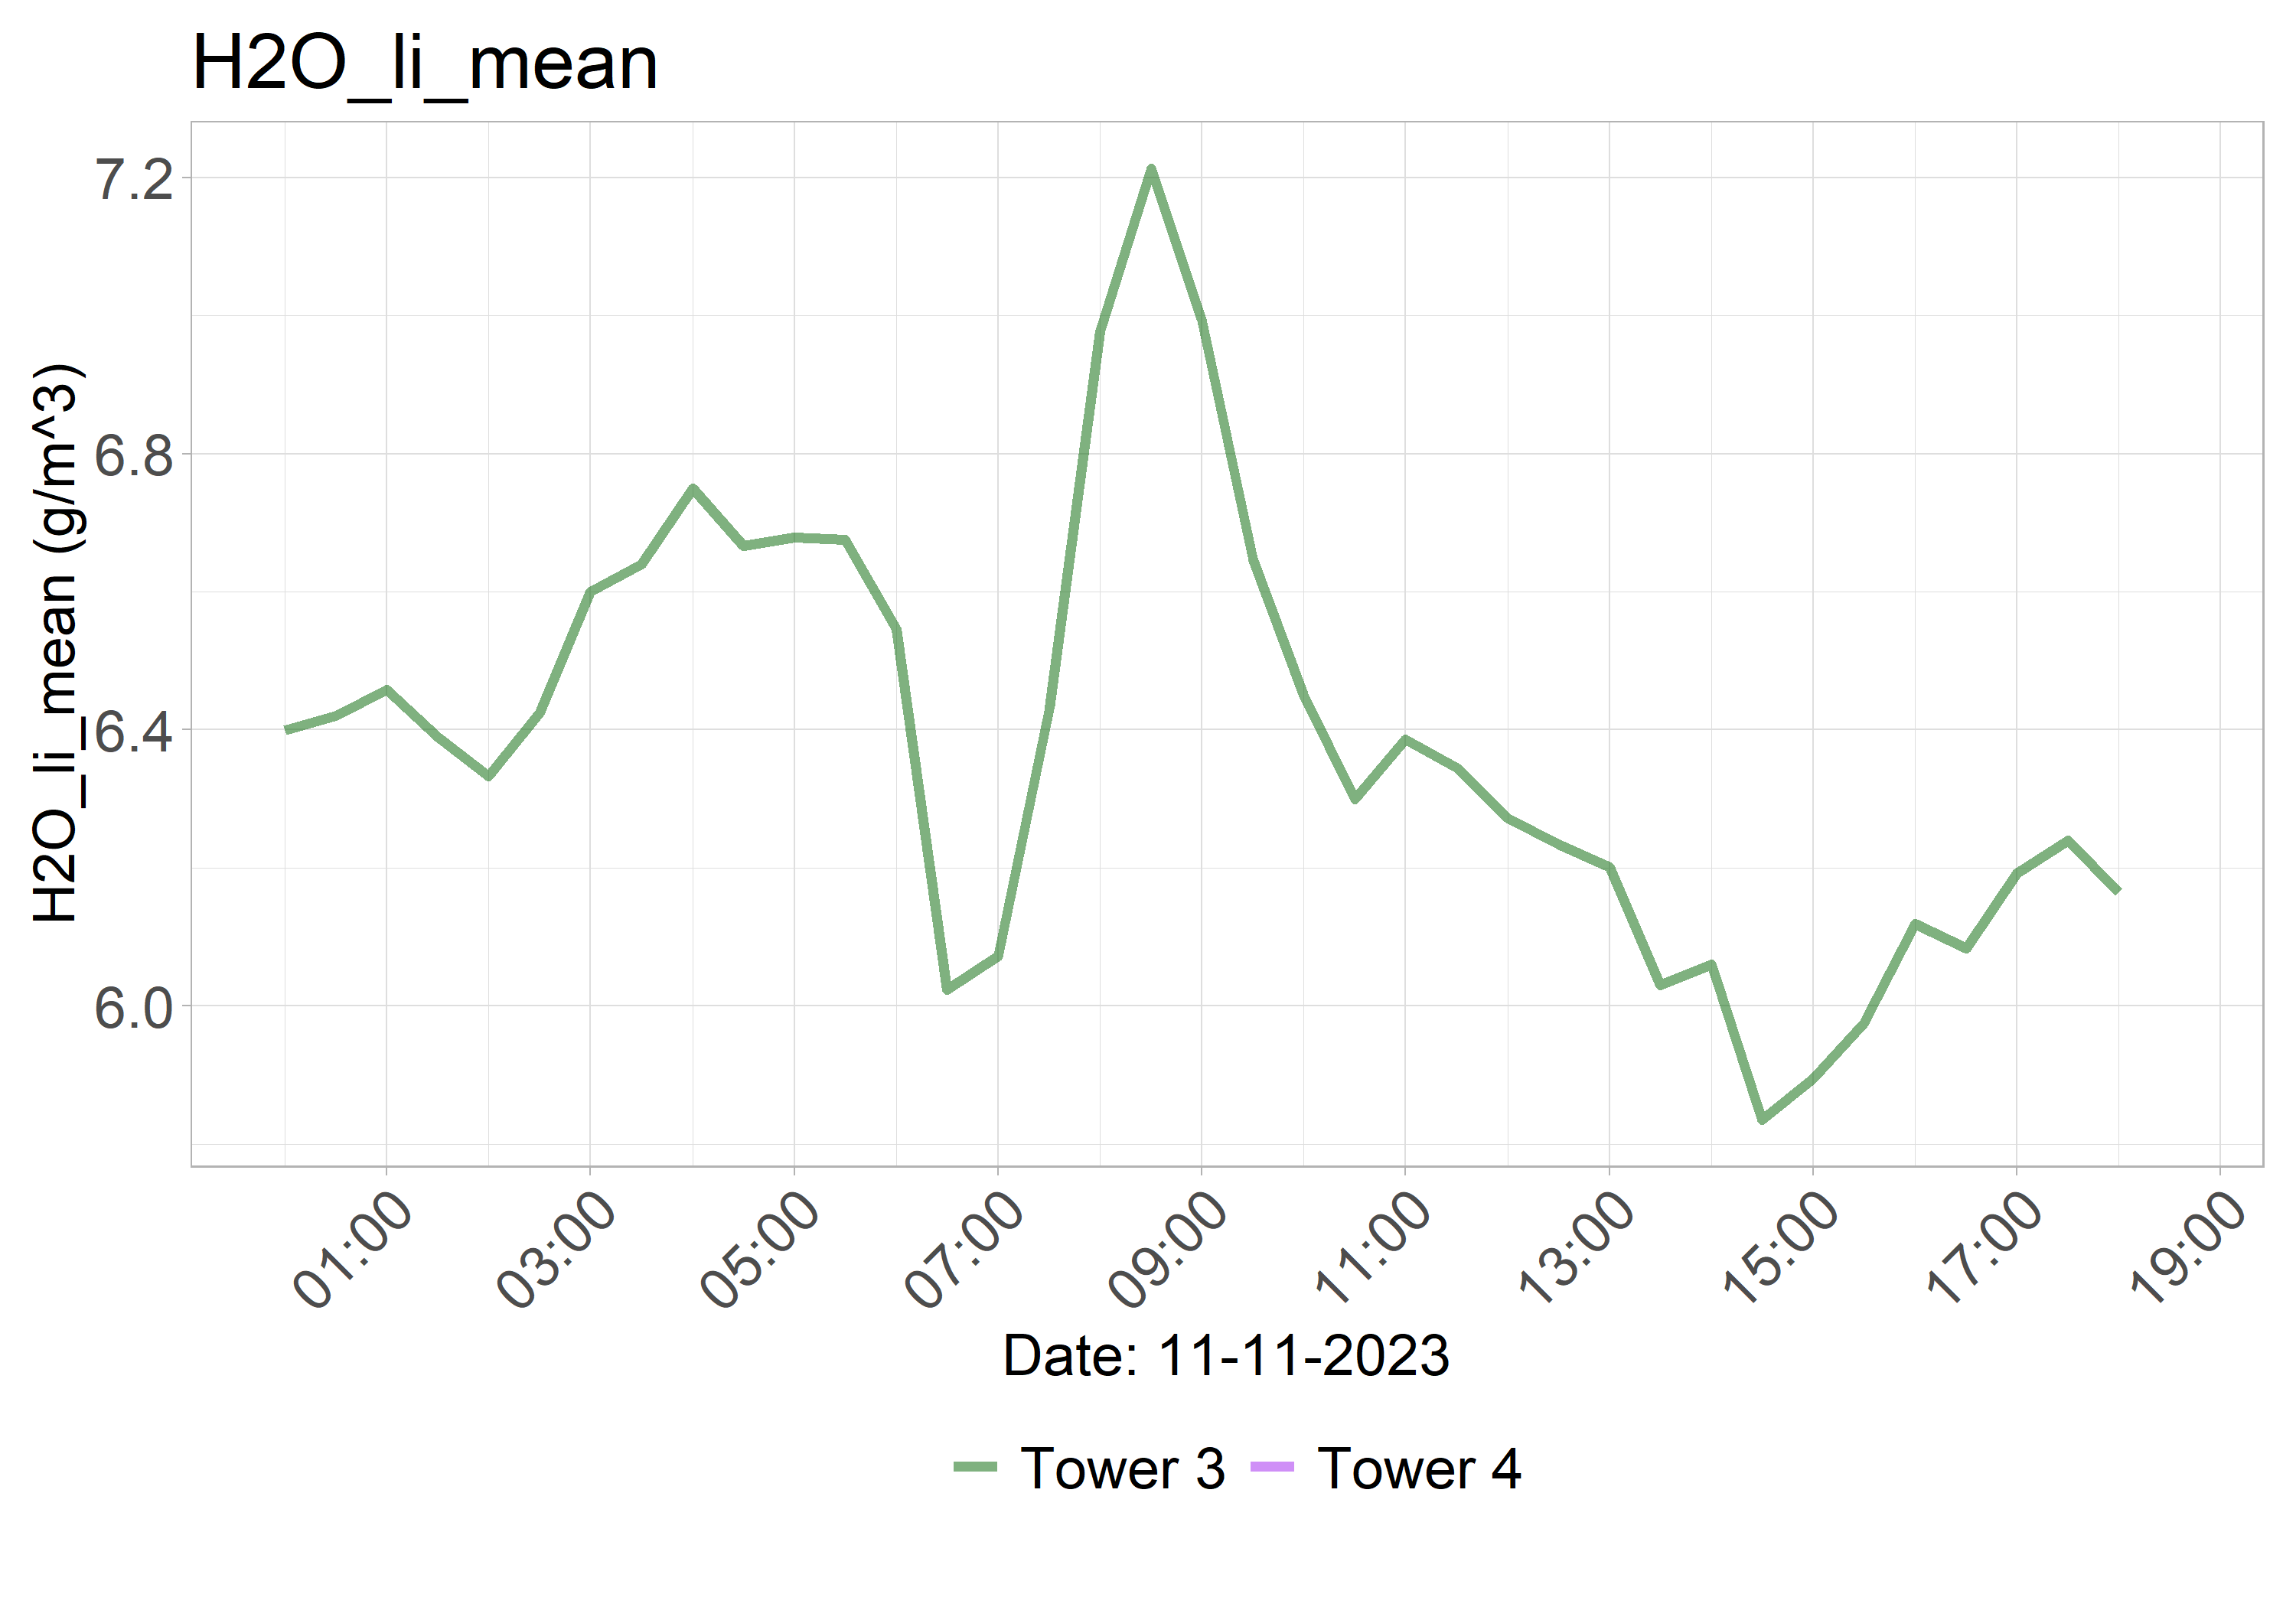 H2O_li_mean
H2O_li_mean (g/m^3)
7.2
6.8
6.4
6.0
01:00 03:00 05:00 07:00 09:00 11:00 13:00 15:00 17:00 19:00
Date: 11-11-2023
Tower 3 Tower 4